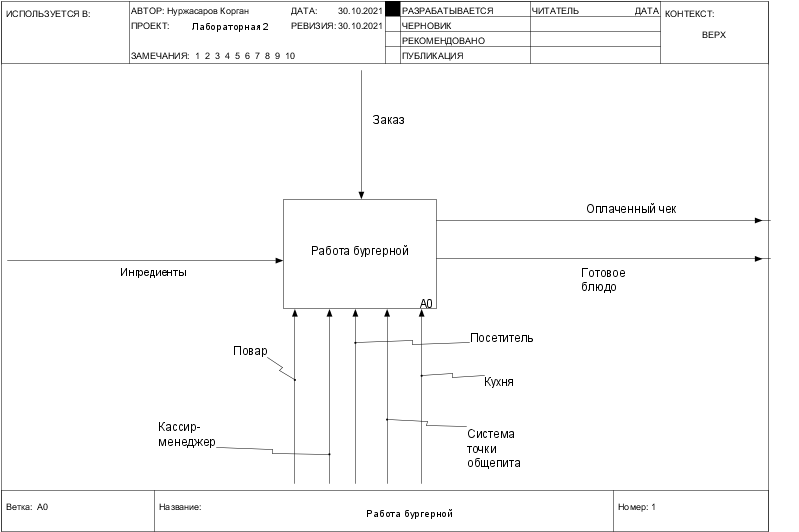 ИСПОЛЬЗУЕТСЯ В:
АВТОР: Нуржасаров Корган ДАТА: 30.10.2021
ПРОЕКТ: Лабораторная 2 РЕВИЗИЯ: 30.10.2021
ЗАМЕЧАНИЯ: 1 2 3 4 5 6 7 8 9 10
РАЗРАБАТЫВАЕТСЯ
ЧЕРНОВИК
РЕКОМЕНДОВАНО
ПУБЛИКАЦИЯ
ЧИТАТЕЛЬ ДАТА
КОНТЕКСТ:
ВЕРХ
Заказ
Оплаченный чек
Работа бургерной
Ингредиенты
Готовое
блюдо
A0
Посетитель
Повар
Кухня
Кассир-
менеджер
Система
точки
общепита
Ветка: A0
Название:
Работа бургерной
Номер: 1